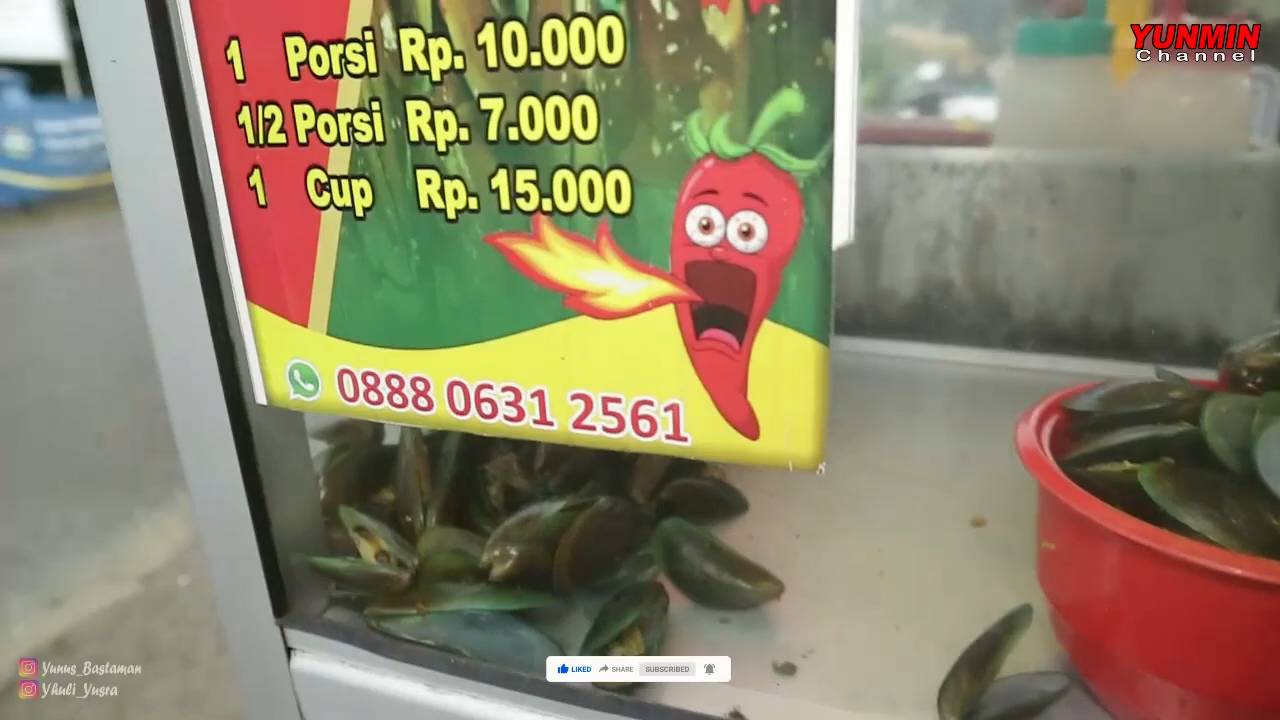 1 Porsi Rp. 10.000
1/2 Porsi Rp. 7.000
1 Cup Rp. 15.000
0888 0631 2561
YUNMIN
Channel
Yunus_Bastaman
Yhuli_Yusra
LIKED SHARE SUBSCRIBED